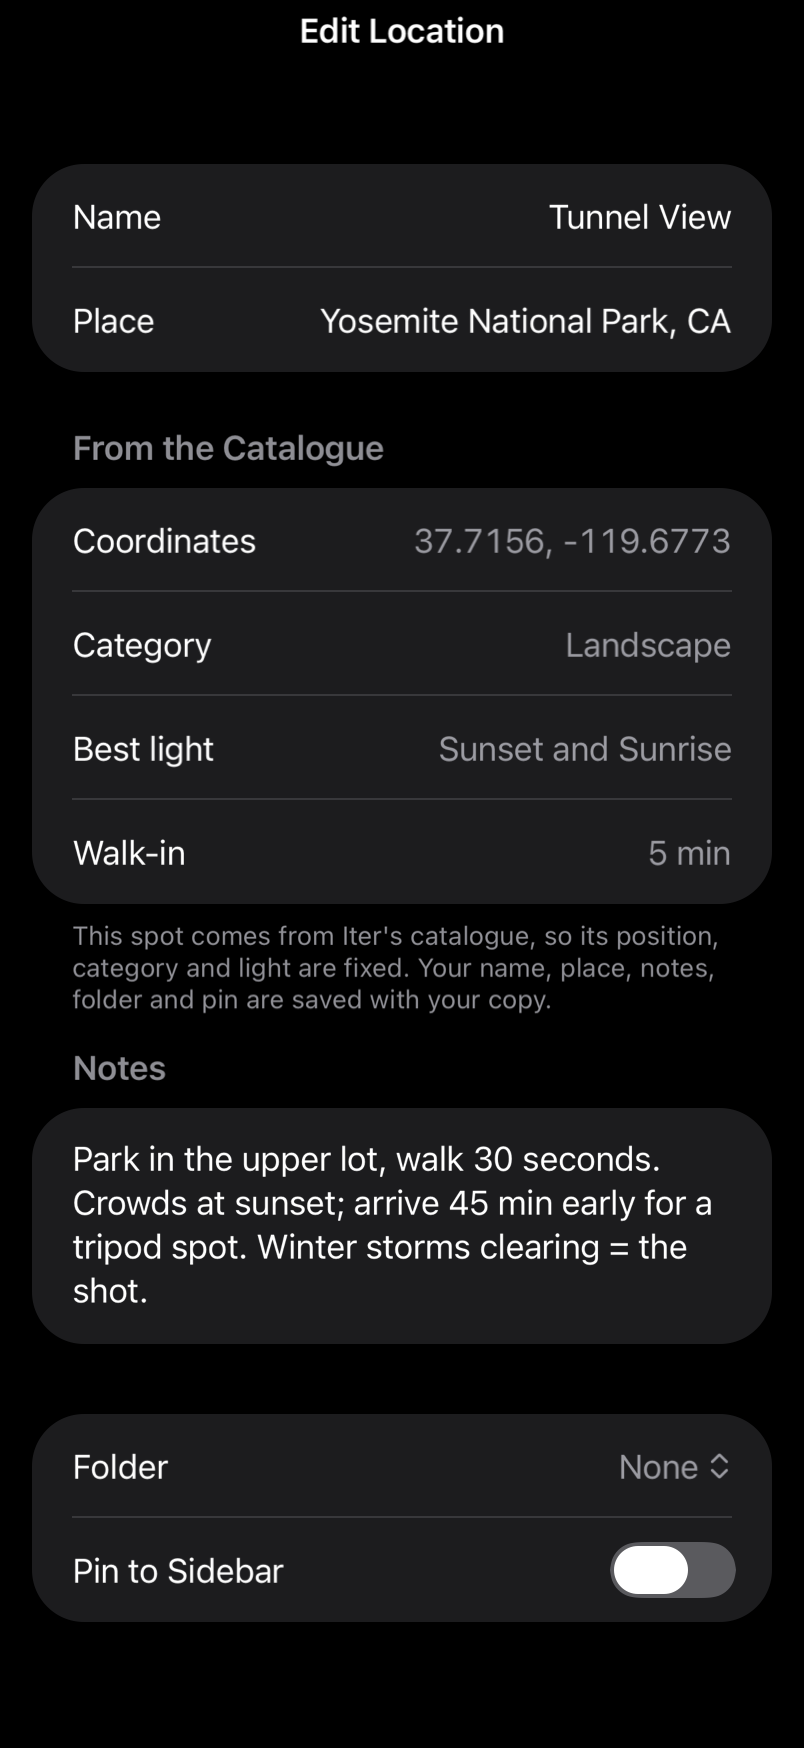 Edit Location
Name Tunnel View
Place Yosemite National Park, CA
From the Catalogue
Coordinates 37.7156, -119.6773
Category Landscape
Best light Sunset and Sunrise
Walk-in 5 min
This spot comes from Iter's catalogue, so its position,
category and light are fixed. Your name, place, notes,
folder and pin are saved with your copy.
Notes
Park in the upper lot, walk 30 seconds.
Crowds at sunset; arrive 45 min early for a
tripod spot. Winter storms clearing = the
shot.
Folder None
Pin to Sidebar